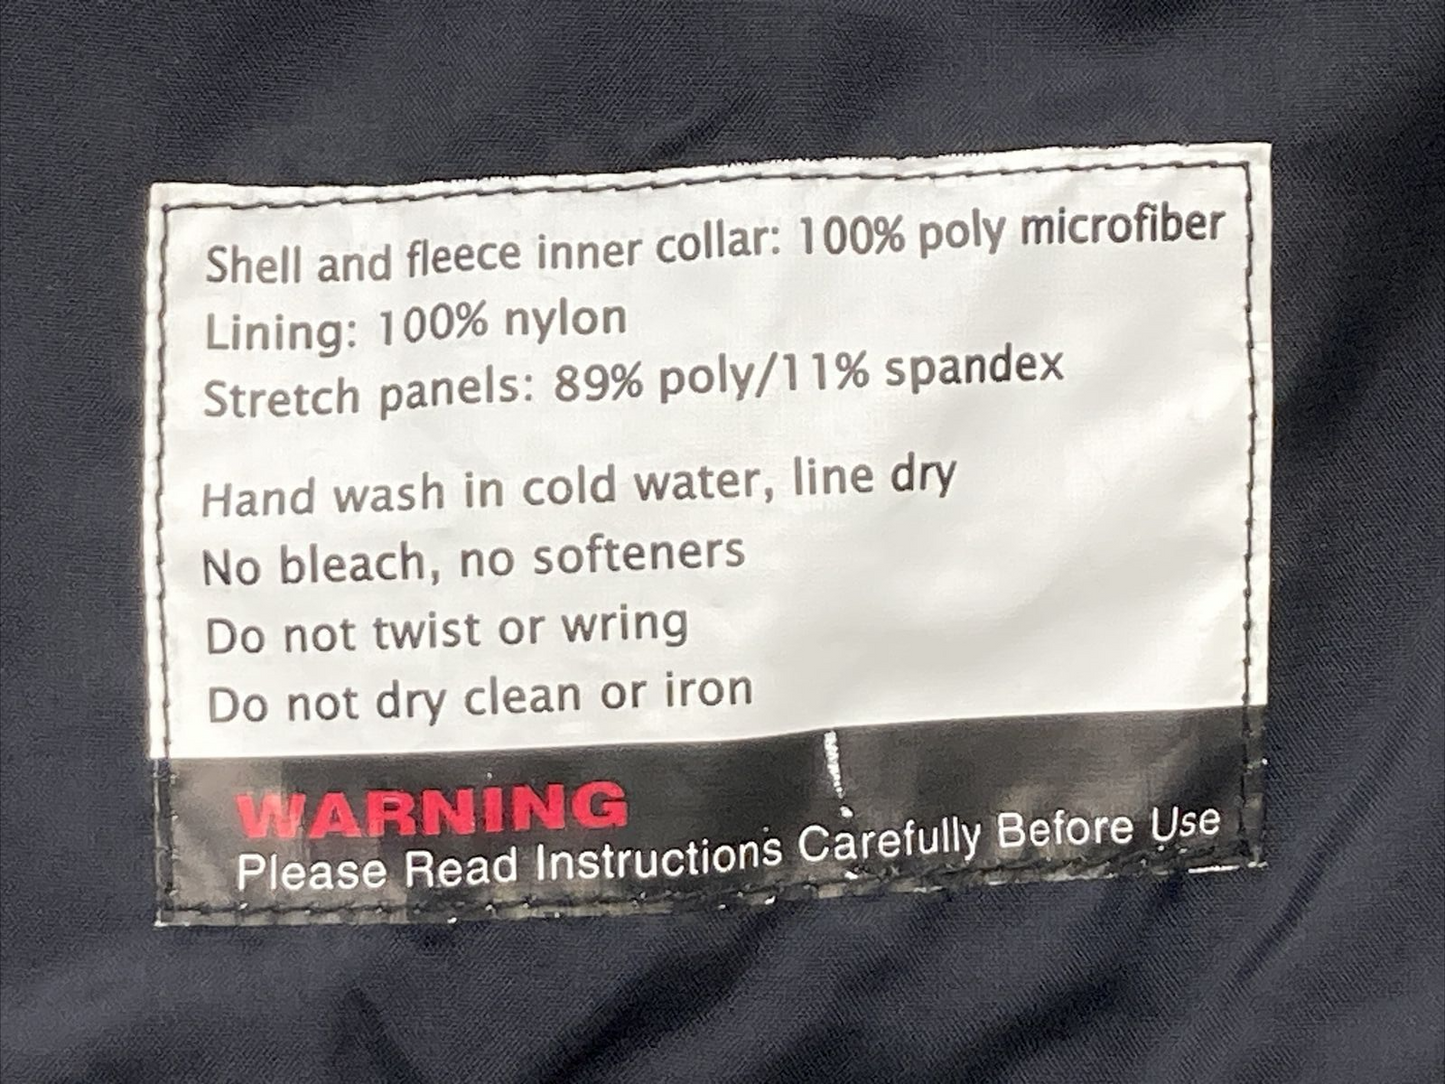 Shell and fleece inner collar: 100% poly microfiber
Lining: 100% nylon
Stretch panels: 89% poly/11% spandex
Hand wash in cold water, line dry
No bleach, no softeners
Do not twist or wring
Do not dry clean or iron
WARNING
Please Read Instructions Carefully Before Use